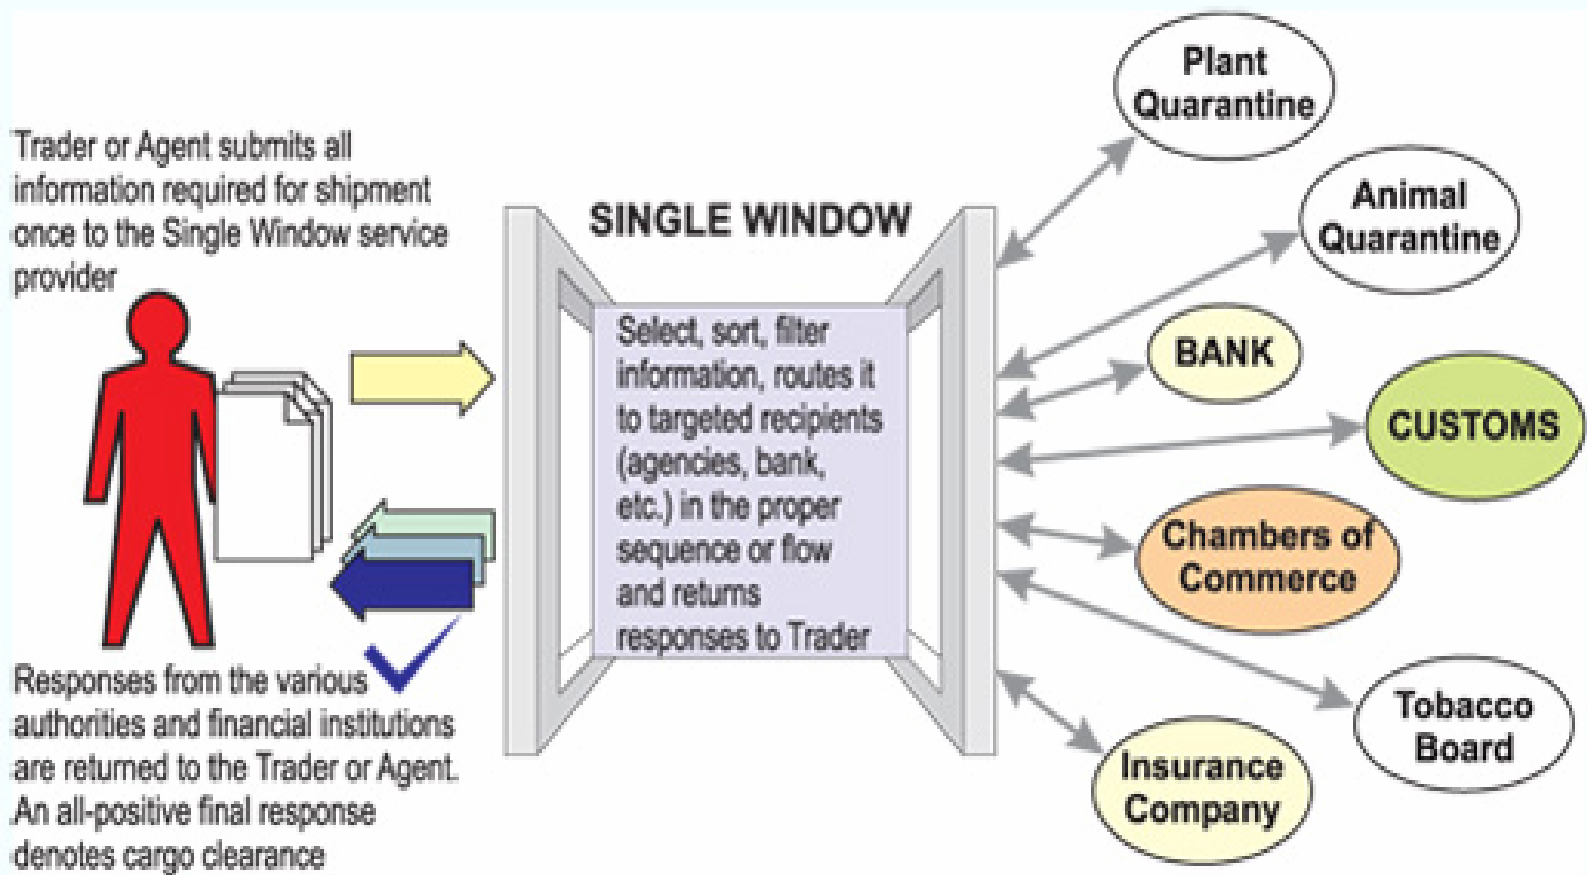 Trader or Agent submits all
information required for shipment
once to the Single Window service
provider
Responses from the various
authorities and financial institutions
are returned to the Trader or Agent.
An all-positive final response
denotes cargo clearance
SINGLE WINDOW
Select, sort, filter
information, routes it
to targeted recipients
(agencies, bank,
etc.) in the proper
sequence or flow
and returns
responses to Trader
Plant
Quarantine
Animal
Quarantine
BANK
CUSTOMS
Chambers of
Commerce
Tobacco
Board
Insurance
Company